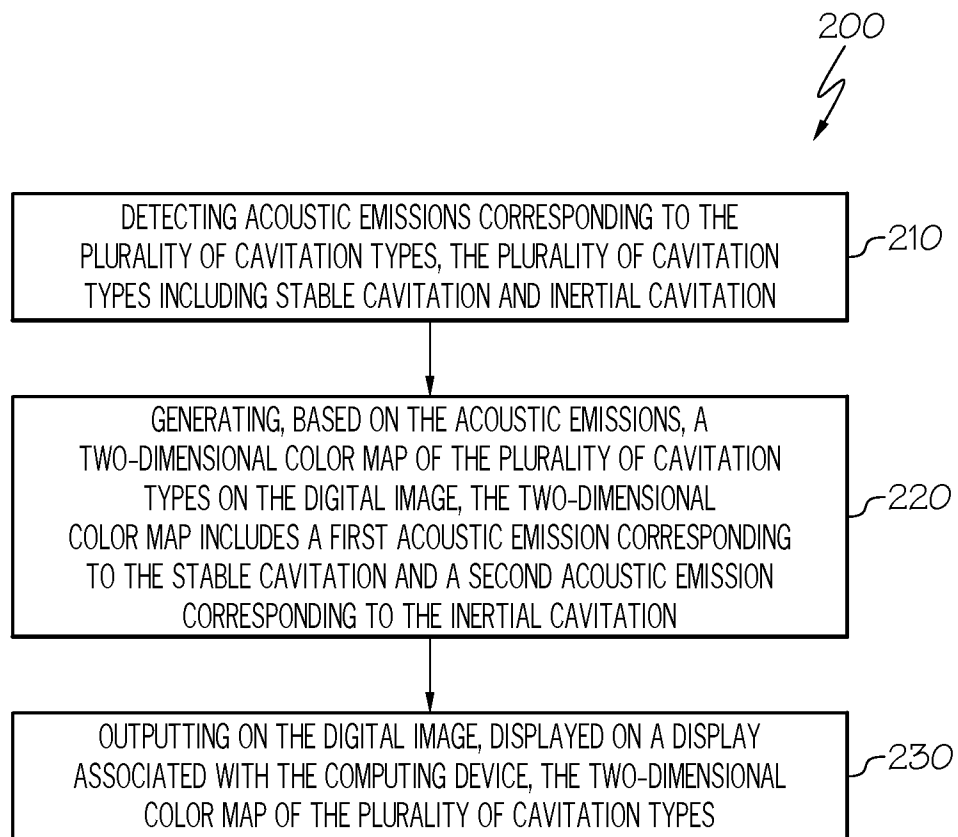 200
DETECTING ACOUSTIC EMISSIONS CORRESPONDING TO THE
PLURALITY OF CAVITATION TYPES, THE PLURALITY OF CAVITATION
TYPES INCLUDING STABLE CAVITATION AND INERTIAL CAVITATION
210
GENERATING, BASED ON THE ACOUSTIC EMISSIONS, A
TWO-DIMENSIONAL COLOR MAP OF THE PLURALITY OF CAVITATION
TYPES ON THE DIGITAL IMAGE, THE TWO-DIMENSIONAL
COLOR MAP INCLUDES A FIRST ACOUSTIC EMISSION CORRESPONDING
TO THE STABLE CAVITATION AND A SECOND ACOUSTIC EMISSION
CORRESPONDING TO THE INERTIAL CAVITATION
220
OUTPUTTING ON THE DIGITAL IMAGE, DISPLAYED ON A DISPLAY
ASSOCIATED WITH THE COMPUTING DEVICE, THE TWO-DIMENSIONAL
COLOR MAP OF THE PLURALITY OF CAVITATION TYPES
230